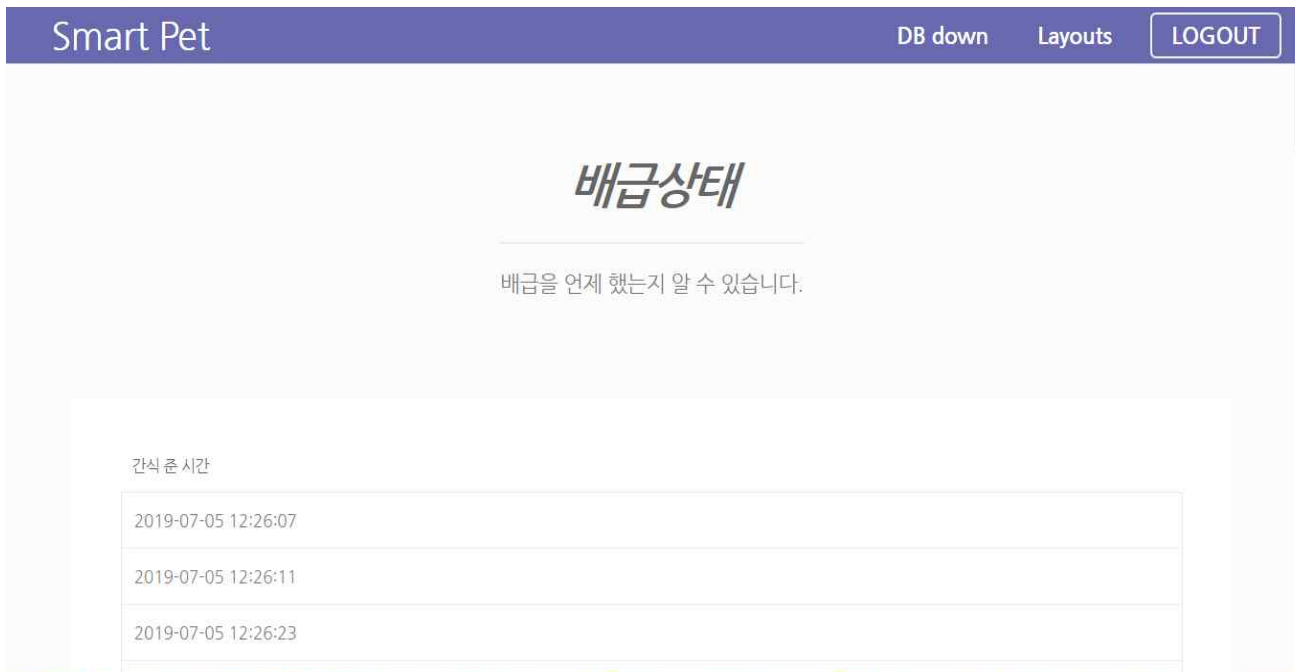 Smart Pet DB down Layouts LOGOUT
배급상태
배급을 언제 했는지 알 수 있습니다.
간식 준 시간
2019-07-05 12:26:07
2019-07-05 12:26:11
2019-07-05 12:26:23